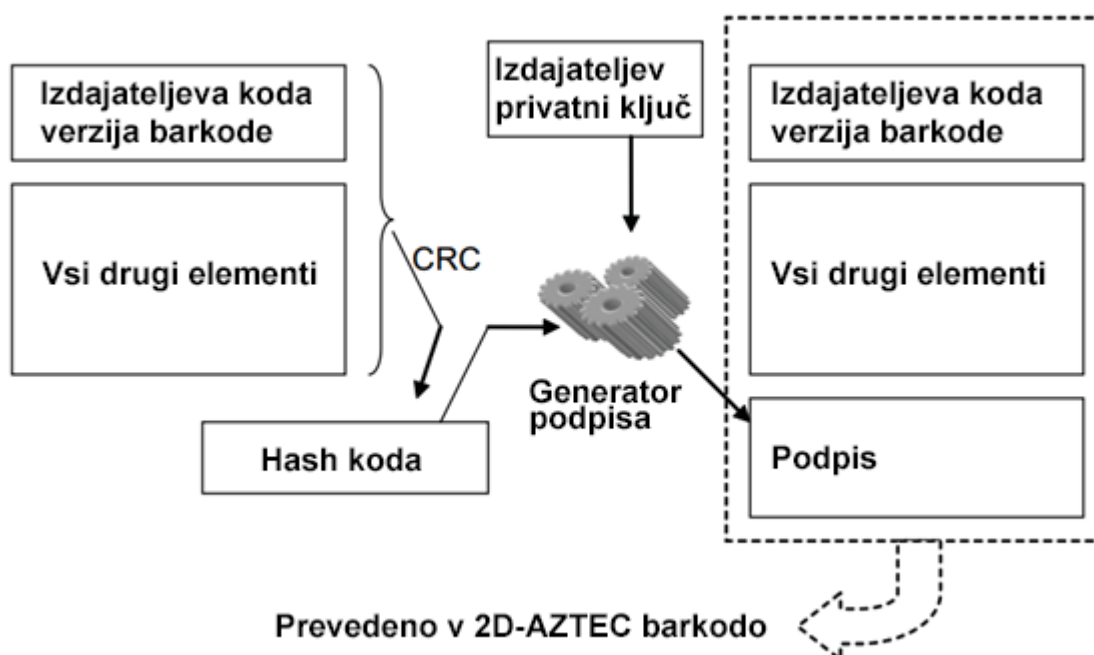 Izdajateljeva koda
verzija barkode
Vsi drugi elementi
CRC
Hash koda
Izdajateljev
privatni ključ
Generator
podpisa
Izdajateljeva koda
verzija barkode
Vsi drugi elementi
Podpis
Prevedeno v 2D-AZTEC barkodo